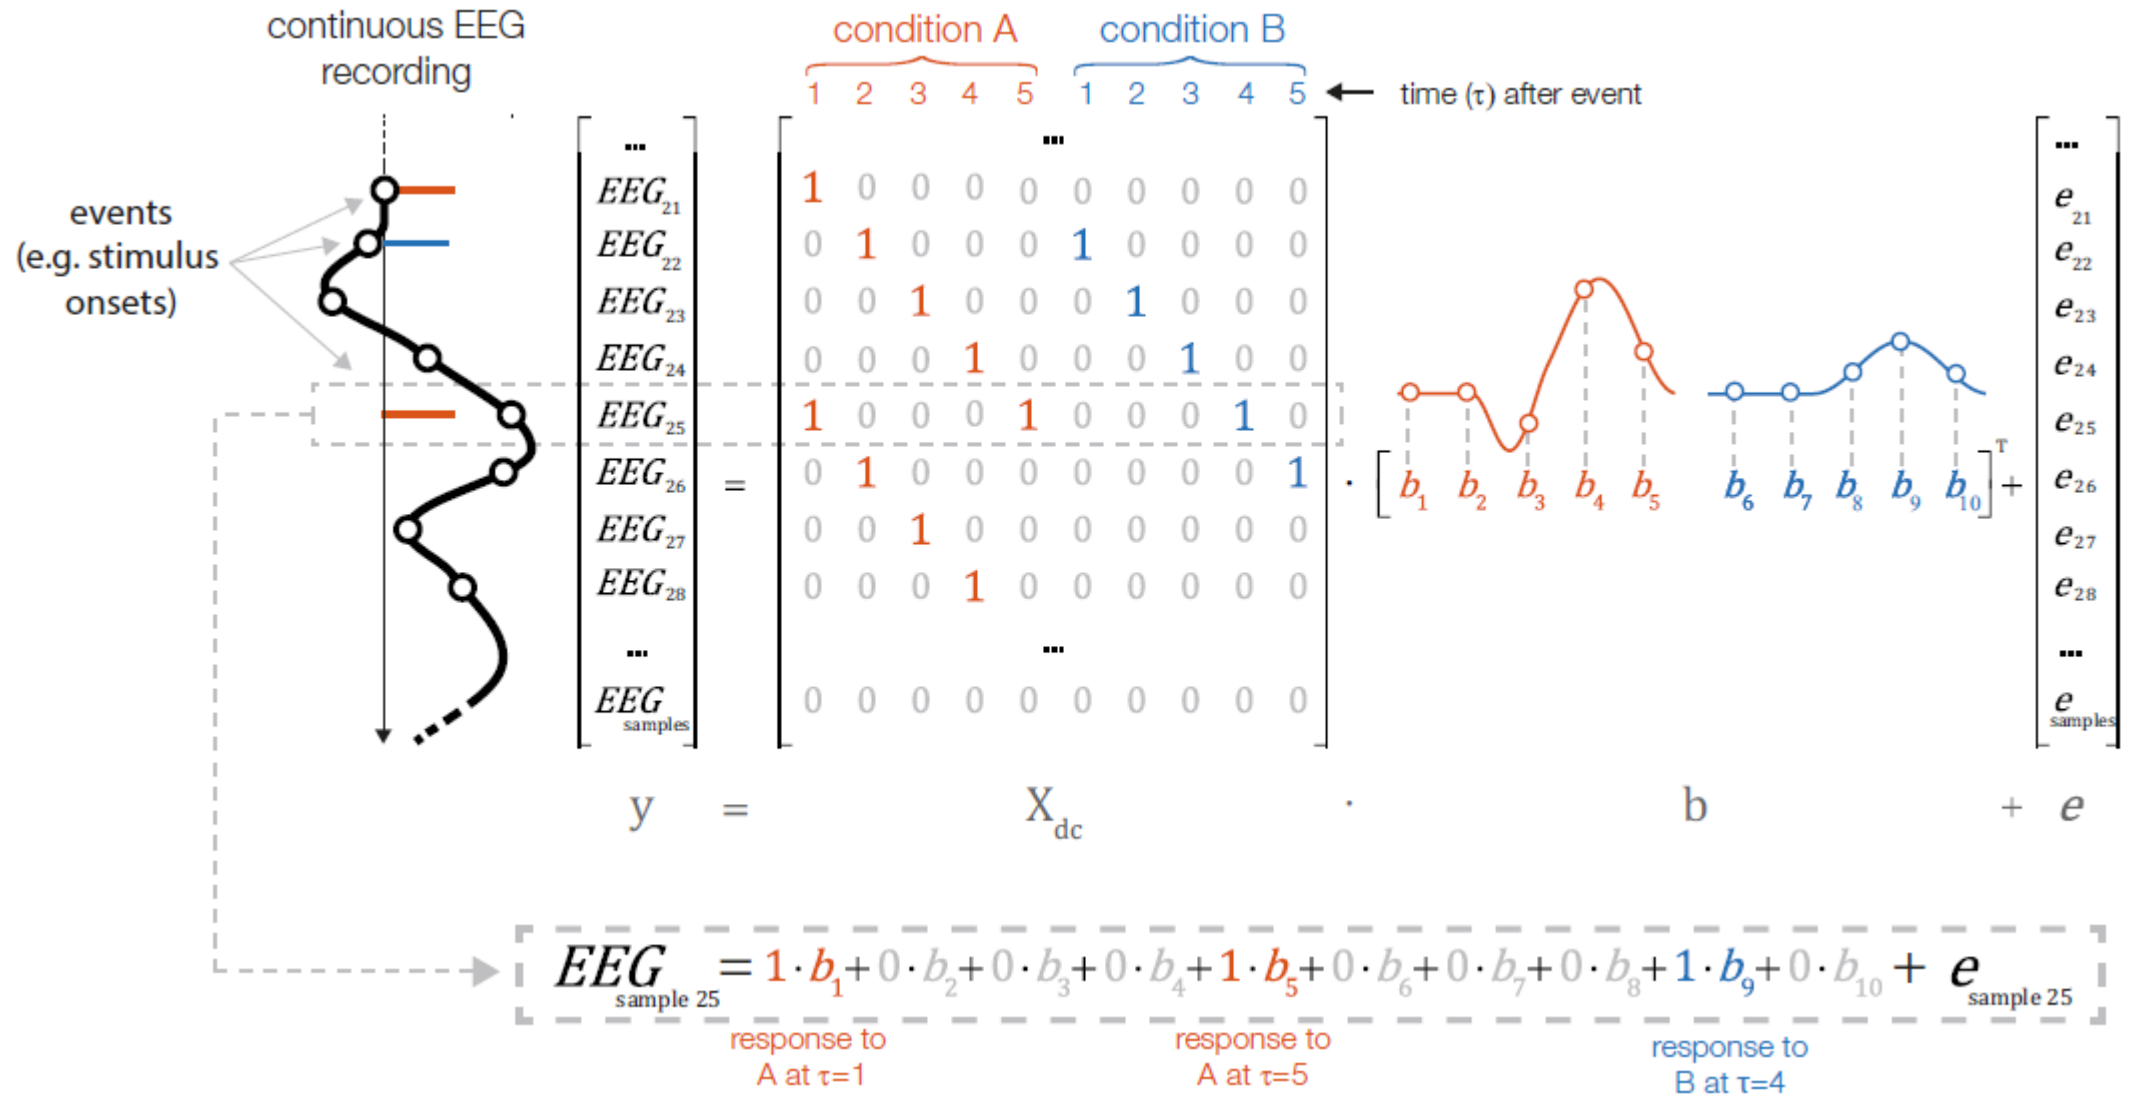 continuous EEG
recording
condition A condition B
1 2 3 4 5 1 2 3 4 5 time (τ) after event
events
(e.g. stimulus
onsets)
... ... ...
EEG21 1 0 0 0 0 0 0 0 0 0 e21
EEG22 0 1 0 0 0 1 0 0 0 0 e22
EEG23 0 0 1 0 0 0 1 0 0 0 e23
EEG24 0 0 0 1 0 0 0 1 0 0 e24
EEG25 1 0 0 0 1 0 0 0 1 0 e25
EEG26 = 0 1 0 0 0 0 0 0 0 1 · [b1 b2 b3 b4 b5 b6 b7 b8 b9 b10]T + e26
EEG27 0 0 1 0 0 0 0 0 0 0 e27
EEG28 0 0 0 1 0 0 0 0 0 0 e28
... ... ...
EEGsamples 0 0 0 0 0 0 0 0 0 0 esamples
y = Xdc · b + e
EEGsample 25 = 1·b1+0·b2+0·b3+0·b4+1·b5+0·b6+0·b7+0·b8+1·b9+0·b10 + esample 25
response to response to response to
A at τ=1 A at τ=5 B at τ=4